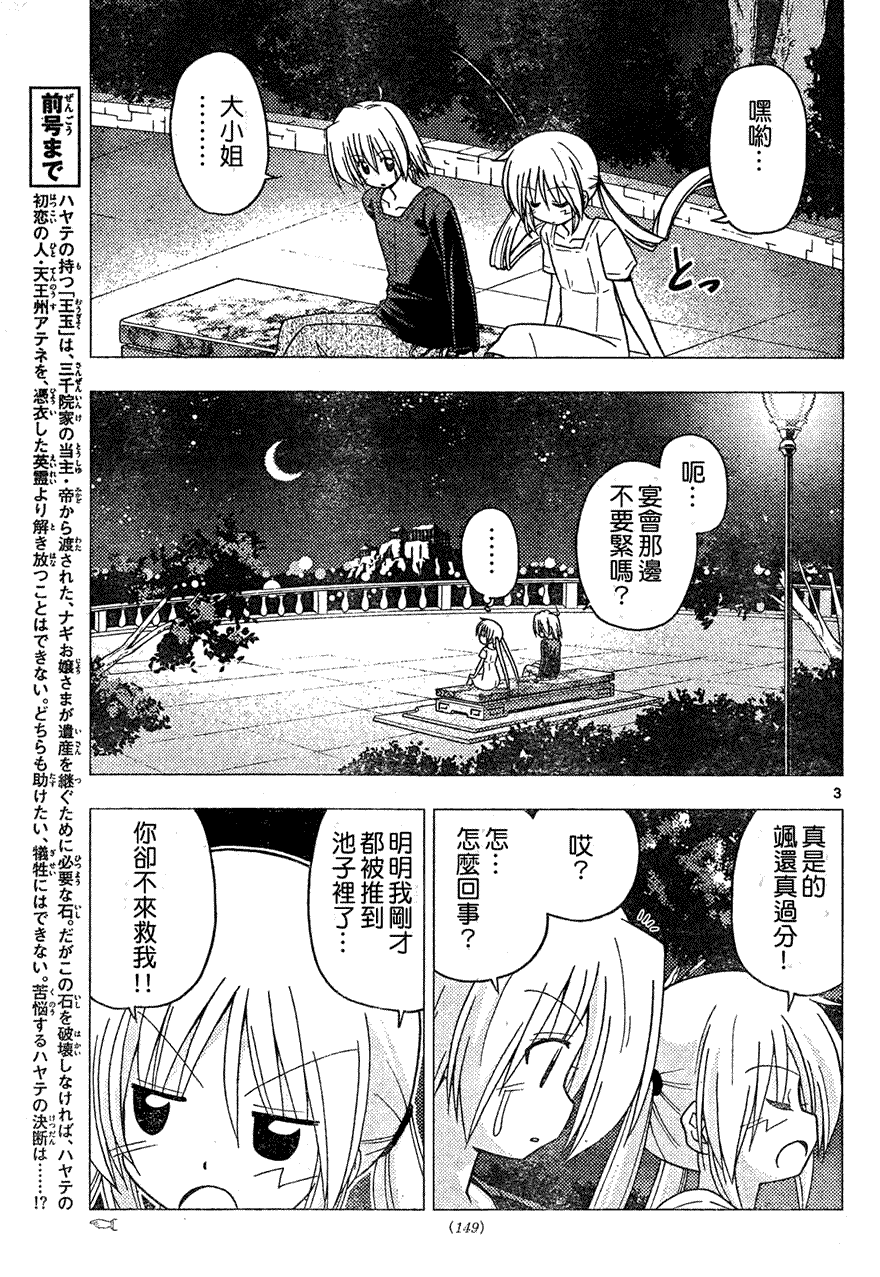 嘿喲…
大小姐
………
とっ
呃…
宴會那邊
不要緊嗎？
……
3
真是的
颯還真過分！
哎？
怎…
怎麼回事？
明明我剛才
都被推到
池子裡了…
你卻不來救我！！
前号まで
ぜんごう
ハヤテの持つ「王玉」は、三千院家の当主・帝から渡された、ナギお嬢さまが遺産を継ぐために必要な石。だがこの石を破壊しなければ、ハヤテの
初恋の人・天王州アテネを、憑依した英霊より解き放つことはできない。どちらも助けたい、犠牲にはできない。苦悩するハヤテの決断は……!?
(149)